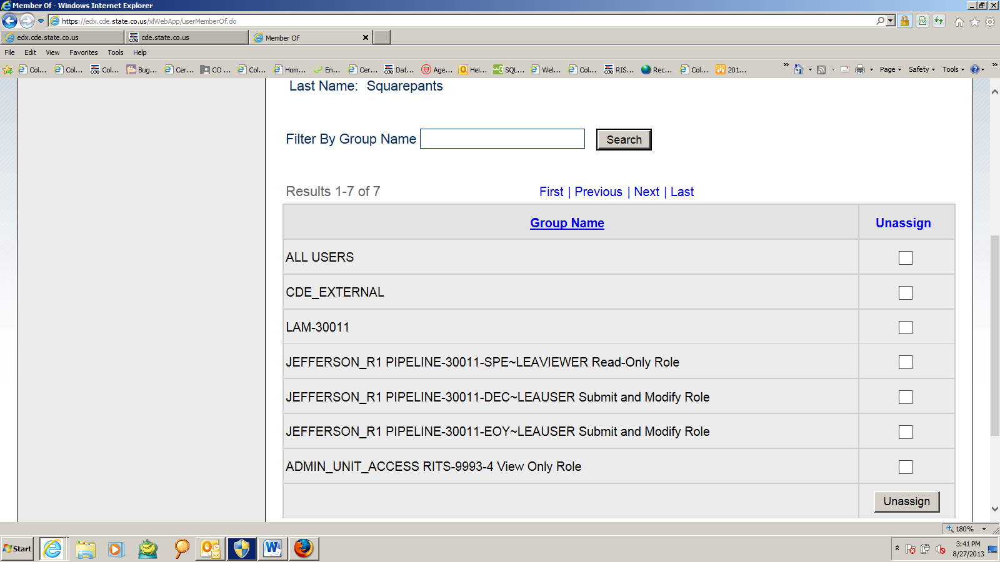 Member Of - Windows Internet Explorer
https://edx.cde.state.co.us/xlWebApp/userMemberOf.do
edx.cde.state.co.us
cde.state.co.us
Member Of
File Edit View Favorites Tools Help
Col... Col... Col... Bug... Cer... CO ... Col... Hom... En... Cer... Dat... Age... Hei... SQL... Wel... Col... RIS... Rec... Col... 201... Page Safety Tools
Last Name: Squarepants
Filter By Group Name Search
Results 1-7 of 7 First | Previous | Next | Last
Group Name Unassign
ALL USERS
CDE_EXTERNAL
LAM-30011
JEFFERSON_R1 PIPELINE-30011-SPE~LEAVIEWER Read-Only Role
JEFFERSON_R1 PIPELINE-30011-DEC~LEAUSER Submit and Modify Role
JEFFERSON_R1 PIPELINE-30011-EOY~LEAUSER Submit and Modify Role
ADMIN_UNIT_ACCESS RITS-9993-4 View Only Role
Unassign
180%
Start
3:41 PM
8/27/2013